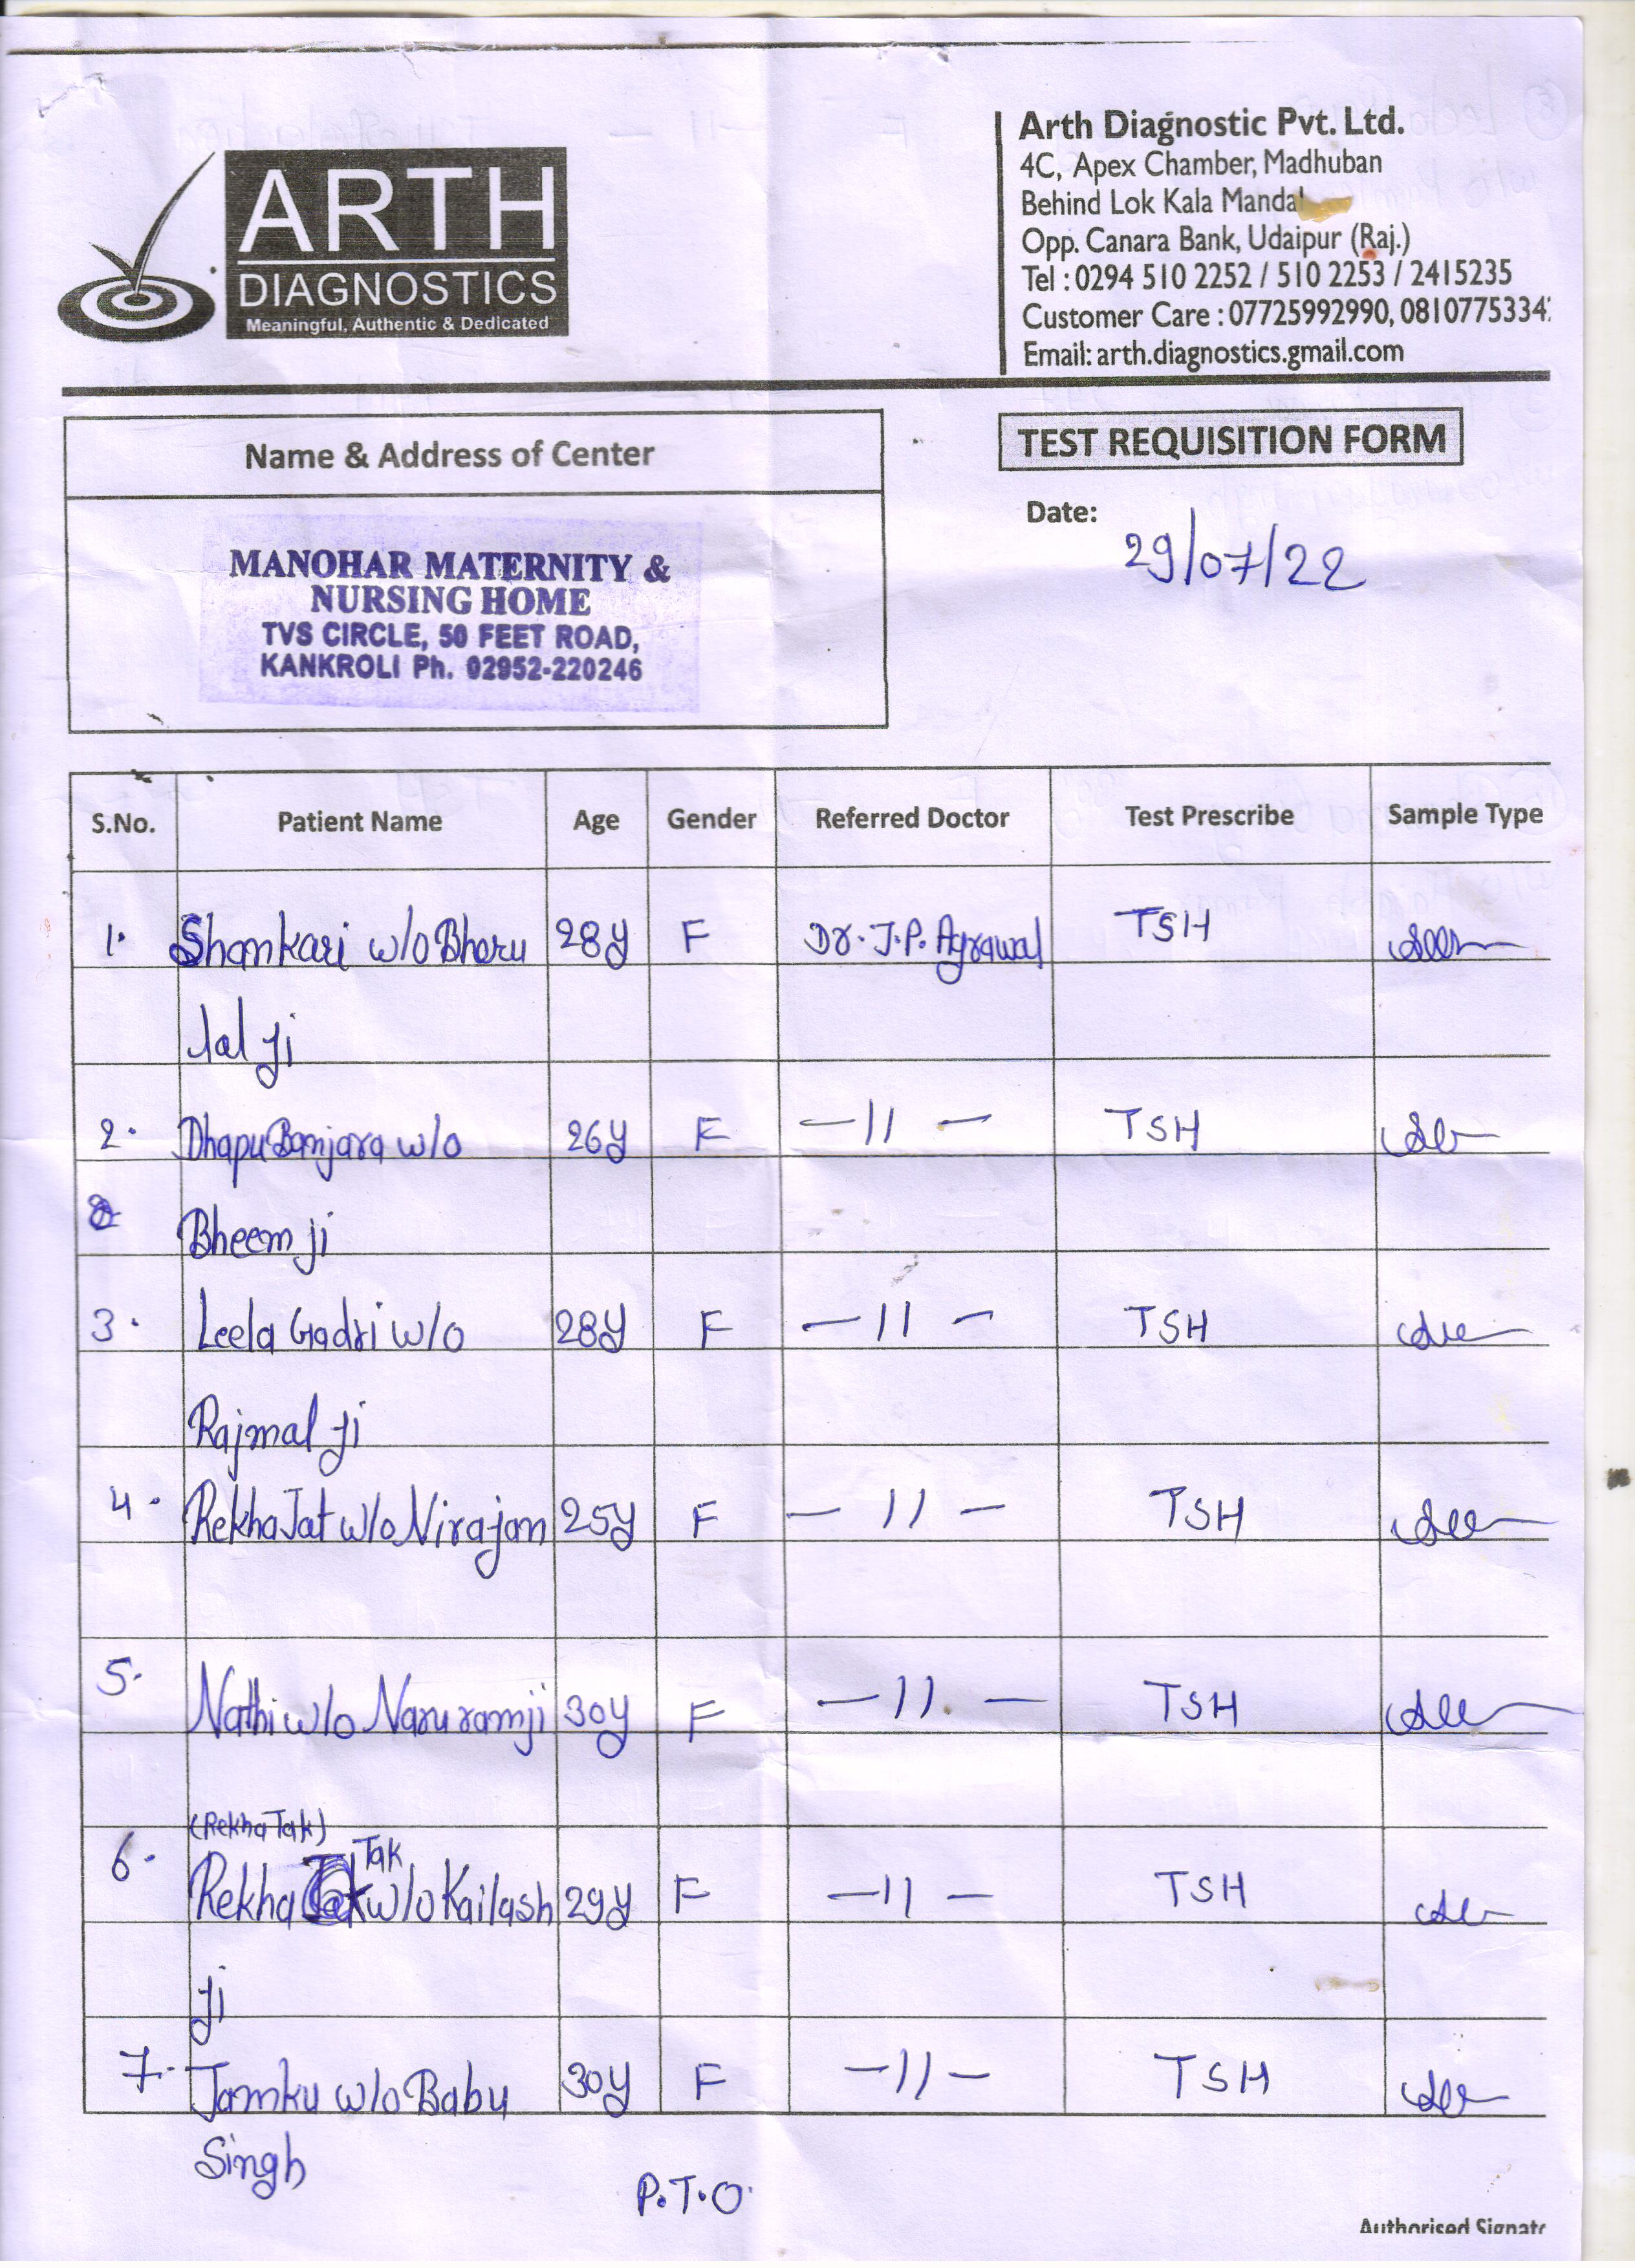 ARTH
DIAGNOSTICS
Meaningful, Authentic & Dedicated
Arth Diagnostic Pvt. Ltd.
4C, Apex Chamber, Madhuban
Behind Lok Kala Mandal
Opp. Canara Bank, Udaipur (Raj.)
Tel : 0294 510 2252 / 510 2253 / 2415235
Customer Care : 07725992990, 0810775334
Email: arth.diagnostics.gmail.com
Name & Address of Center
TEST REQUISITION FORM
Date: 29/07/22
MANOHAR MATERNITY &
NURSING HOME
TVS CIRCLE, 50 FEET ROAD,
KANKROLI Ph. 02952-220246
S.No. Patient Name Age Gender Referred Doctor Test Prescribe Sample Type
1. Shankari w/o Bheru 28y F Dr. J.P. Agrawal TSH
lal ji
2. Dhapu Banjara w/o 26y F —11— TSH
Bheem ji
3. Leela Gadri w/o 28y F —11— TSH
Rajmal ji
4. Rekha Jat w/o Nirajan 25y F —11— TSH
5. Nathi w/o Naru ramji 30y F —11— TSH
(Rekha Tak)
6. Rekha Tak w/o Kailash 29y F —11— TSH
ji
7. Jamku w/o Babu 30y F —11— TSH
Singh
P.T.O.
Authorised Signatr